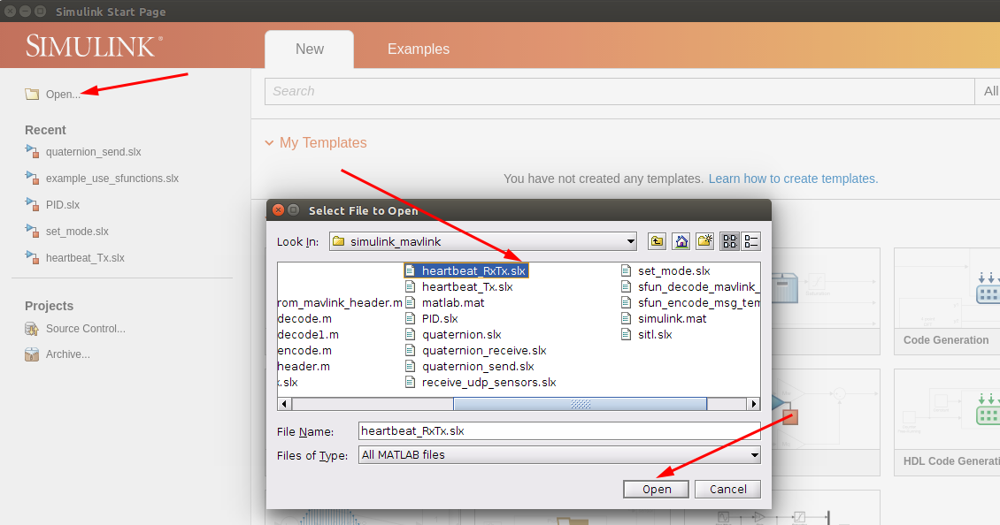 Simulink Start Page
SIMULINK®
New
Examples
Open...
Search
All
Recent
quaternion_send.slx
example_use_sfunctions.slx
PID.slx
set_mode.slx
heartbeat_Tx.slx
Projects
Source Control...
Archive...
My Templates
You have not created any templates. Learn how to create templates.
Select File to Open
Look In: simulink_mavlink
rom_mavlink_header.m
decode.m
decode1.m
encode.m
header.m
.slx
heartbeat_RxTx.slx
heartbeat_Tx.slx
matlab.mat
PID.slx
quaternion.slx
quaternion_receive.slx
quaternion_send.slx
receive_udp_sensors.slx
set_mode.slx
sfun_decode_mavlink_
sfun_encode_msg_tem
simulink.mat
sitl.slx
File Name: heartbeat_RxTx.slx
Files of Type: All MATLAB files
Open
Cancel
Code Generation
HDL Code Generati